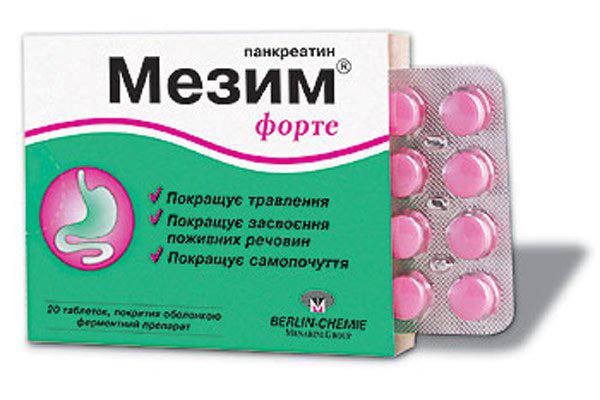 панкреатин
Мезим®
форте
Покращує травлення
Покращує засвоєння
поживних речовин
Покращує самопочуття
20 таблеток, покритих оболонкою
ферментний препарат
BERLIN-CHEMIE
MENARINI GROUP